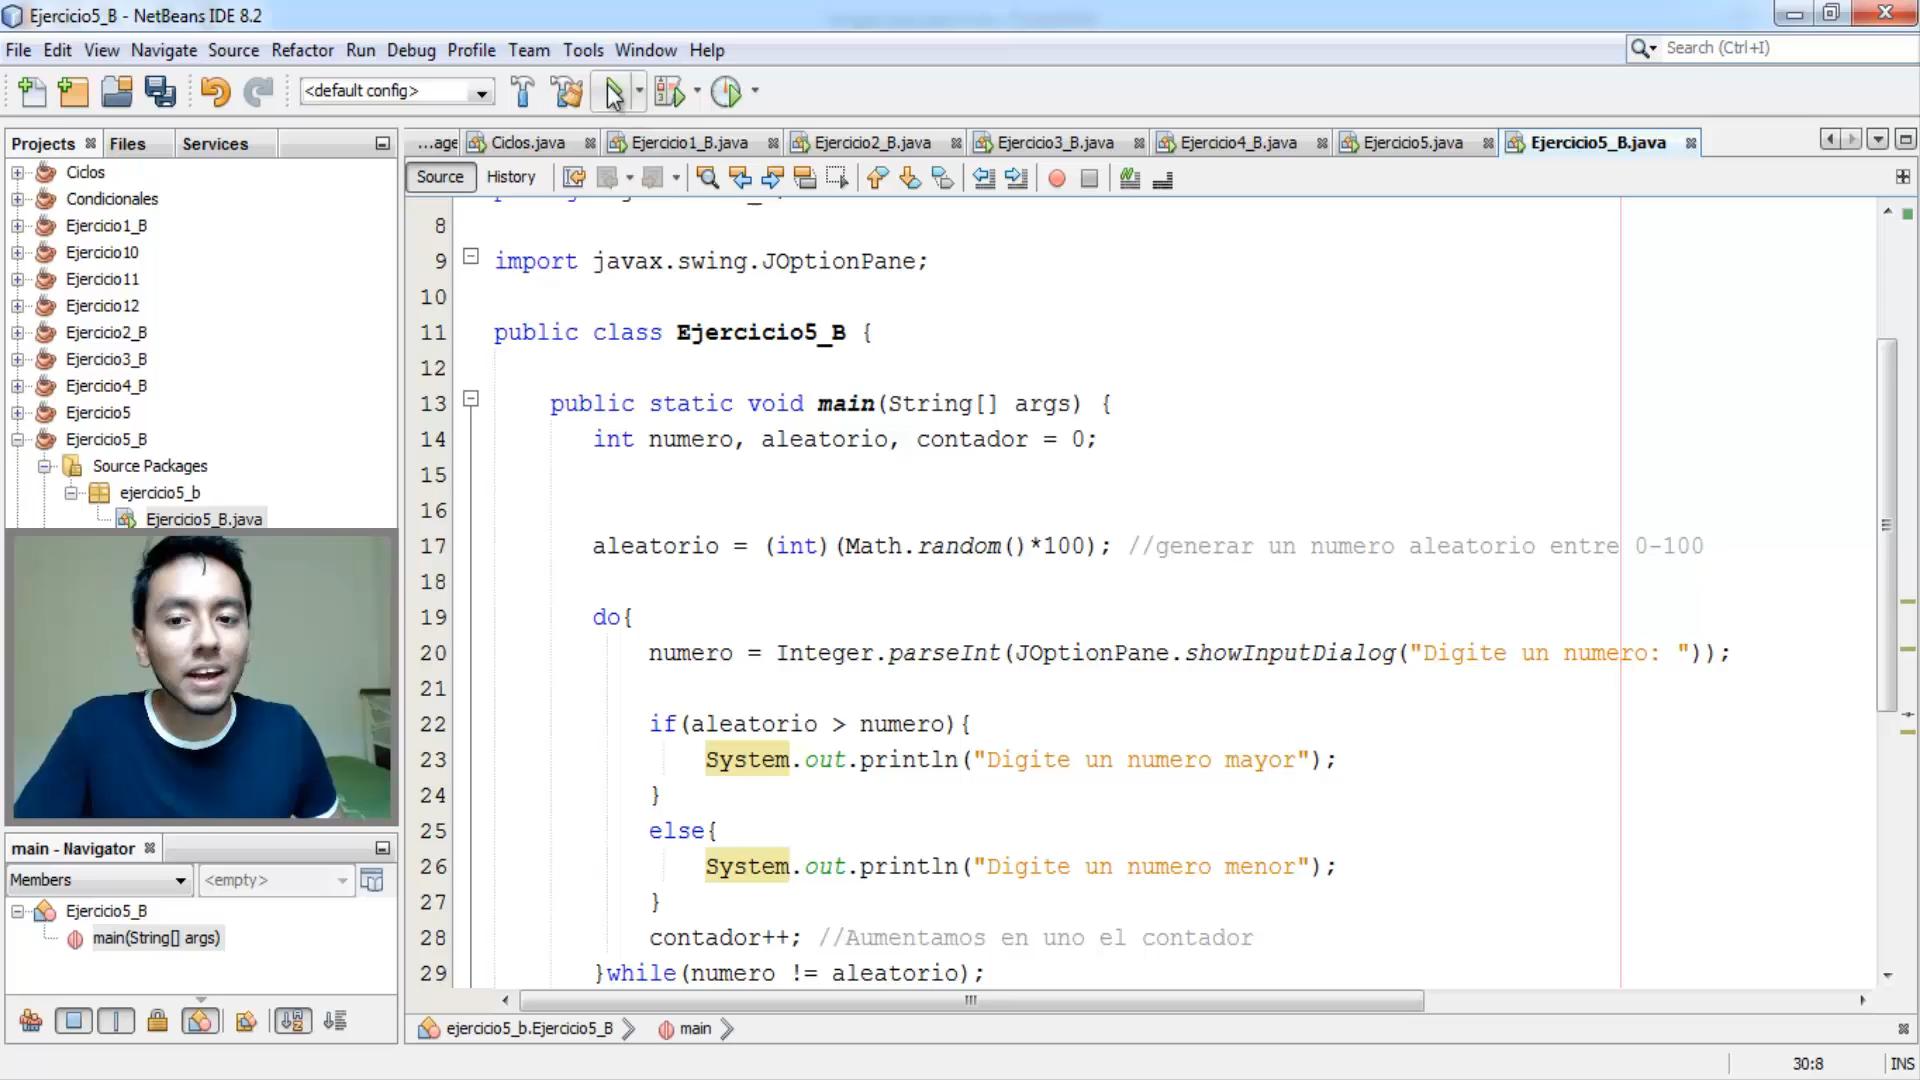 Ejercicio5_B - NetBeans IDE 8.2
File Edit View Navigate Source Refactor Run Debug Profile Team Tools Window Help
Search (Ctrl+I)
<default config>
Projects Files Services
Ciclos
Condicionales
Ejercicio1_B
Ejercicio10
Ejercicio11
Ejercicio12
Ejercicio2_B
Ejercicio3_B
Ejercicio4_B
Ejercicio5
Ejercicio5_B
Source Packages
ejercicio5_b
Ejercicio5_B.java
main - Navigator
Members <empty>
Ejercicio5_B
main(String[] args)
...age Ciclos.java Ejercicio1_B.java Ejercicio2_B.java Ejercicio3_B.java Ejercicio4_B.java Ejercicio5.java Ejercicio5_B.java
Source History
8
9 import javax.swing.JOptionPane;
10
11 public class Ejercicio5_B {
12
13 public static void main(String[] args) {
14 int numero, aleatorio, contador = 0;
15
16
17 aleatorio = (int)(Math.random()*100); //generar un numero aleatorio entre 0-100
18
19 do{
20 numero = Integer.parseInt(JOptionPane.showInputDialog("Digite un numero: "));
21
22 if(aleatorio > numero){
23 System.out.println("Digite un numero mayor");
24 }
25 else{
26 System.out.println("Digite un numero menor");
27 }
28 contador++; //Aumentamos en uno el contador
29 }while(numero != aleatorio);
ejercicio5_b.Ejercicio5_B main
30:8 INS